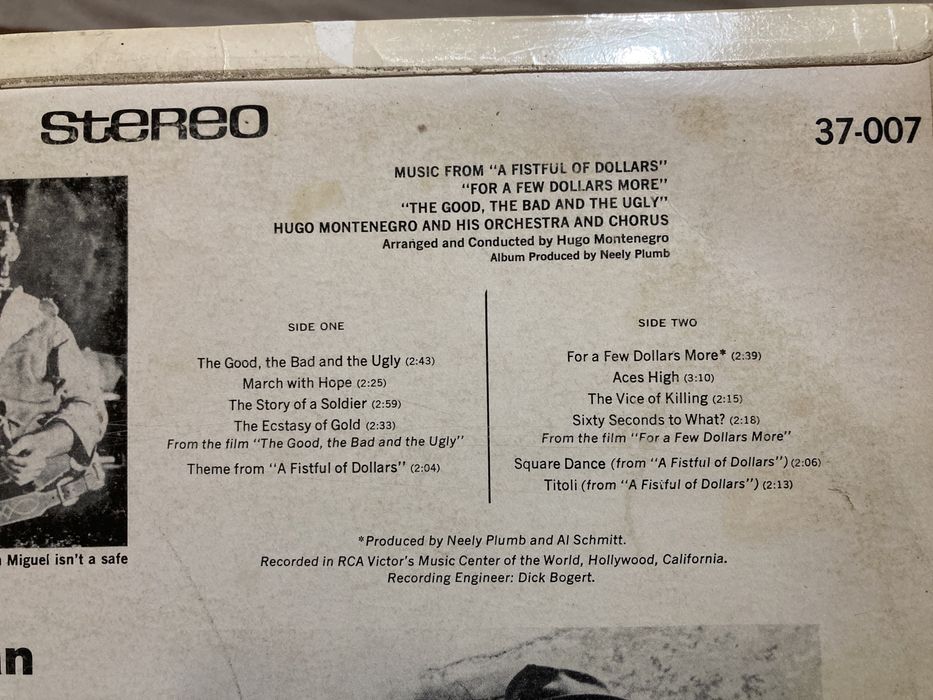 STEREO
37-007
MUSIC FROM "A FISTFUL OF DOLLARS"
"FOR A FEW DOLLARS MORE"
"THE GOOD, THE BAD AND THE UGLY"
HUGO MONTENEGRO AND HIS ORCHESTRA AND CHORUS
Arranged and Conducted by Hugo Montenegro
Album Produced by Neely Plumb
SIDE ONE
The Good, the Bad and the Ugly (2:43)
March with Hope (2:25)
The Story of a Soldier (2:59)
The Ecstasy of Gold (2:33)
From the film "The Good, the Bad and the Ugly"
Theme from "A Fistful of Dollars" (2:04)
SIDE TWO
For a Few Dollars More* (2:39)
Aces High (3:10)
The Vice of Killing (2:15)
Sixty Seconds to What? (2:18)
From the film "For a Few Dollars More"
Square Dance (from "A Fistful of Dollars") (2:06)
Titoli (from "A Fistful of Dollars") (2:13)
*Produced by Neely Plumb and Al Schmitt.
Recorded in RCA Victor's Music Center of the World, Hollywood, California.
Recording Engineer: Dick Bogert.
Miguel isn't a safe